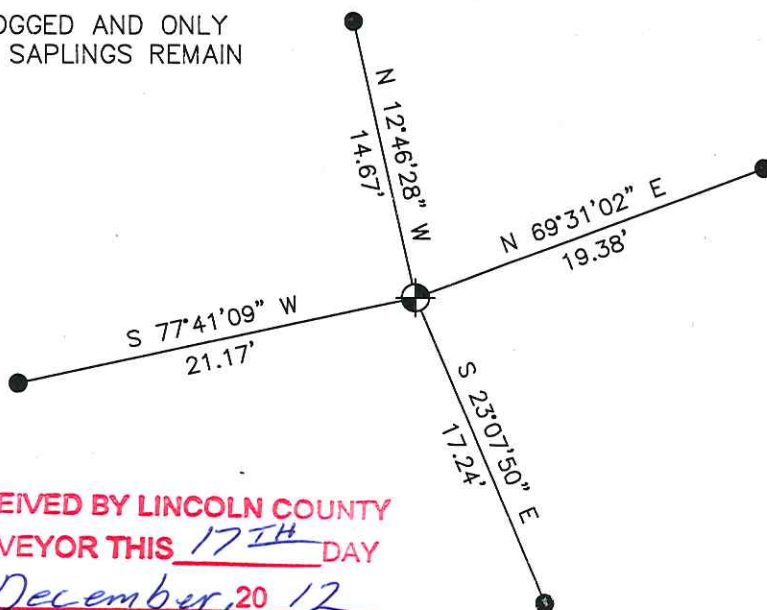 OGGED AND ONLY
SAPLINGS REMAIN
N 12°46'28" W
14.67'
N 69°31'02" E
19.38'
S 77°41'09" W
21.17'
S 23°07'50" E
17.24'
EIVED BY LINCOLN COUNTY
VEYOR THIS 17TH DAY
December, 20 12